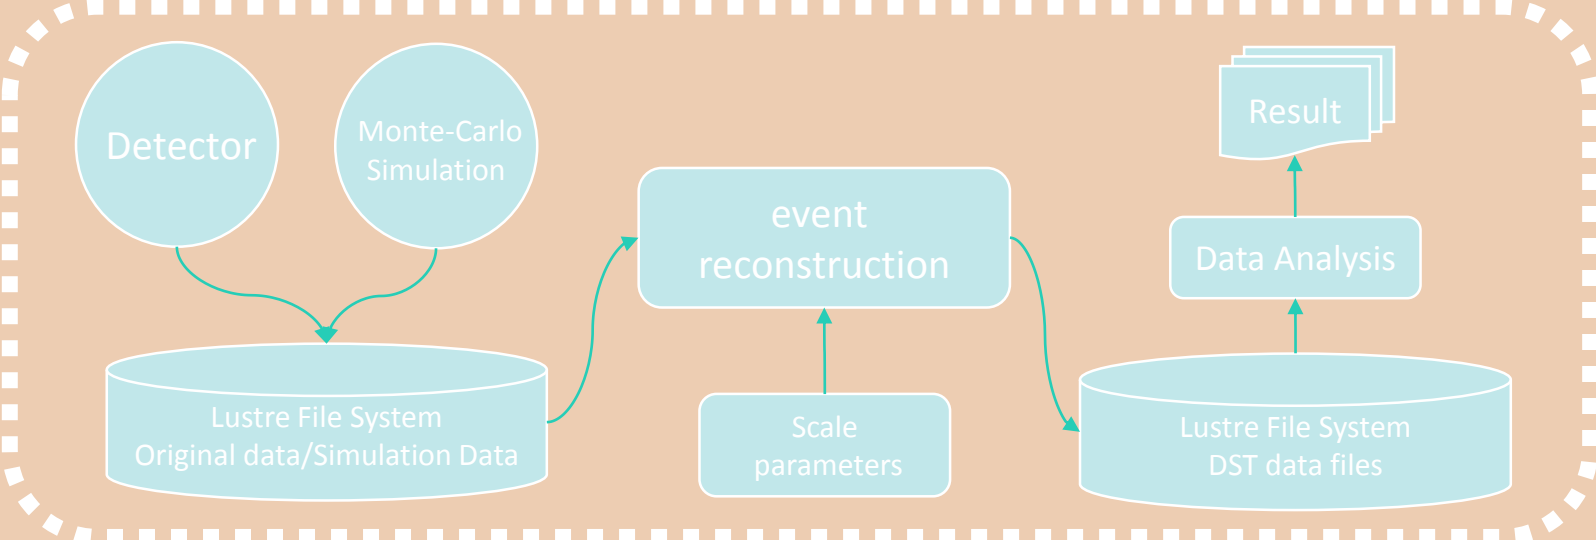 Detector
Monte-Carlo
Simulation
Lustre File System
Original data/Simulation Data
event
reconstruction
Scale
parameters
Result
Data Analysis
Lustre File System
DST data files